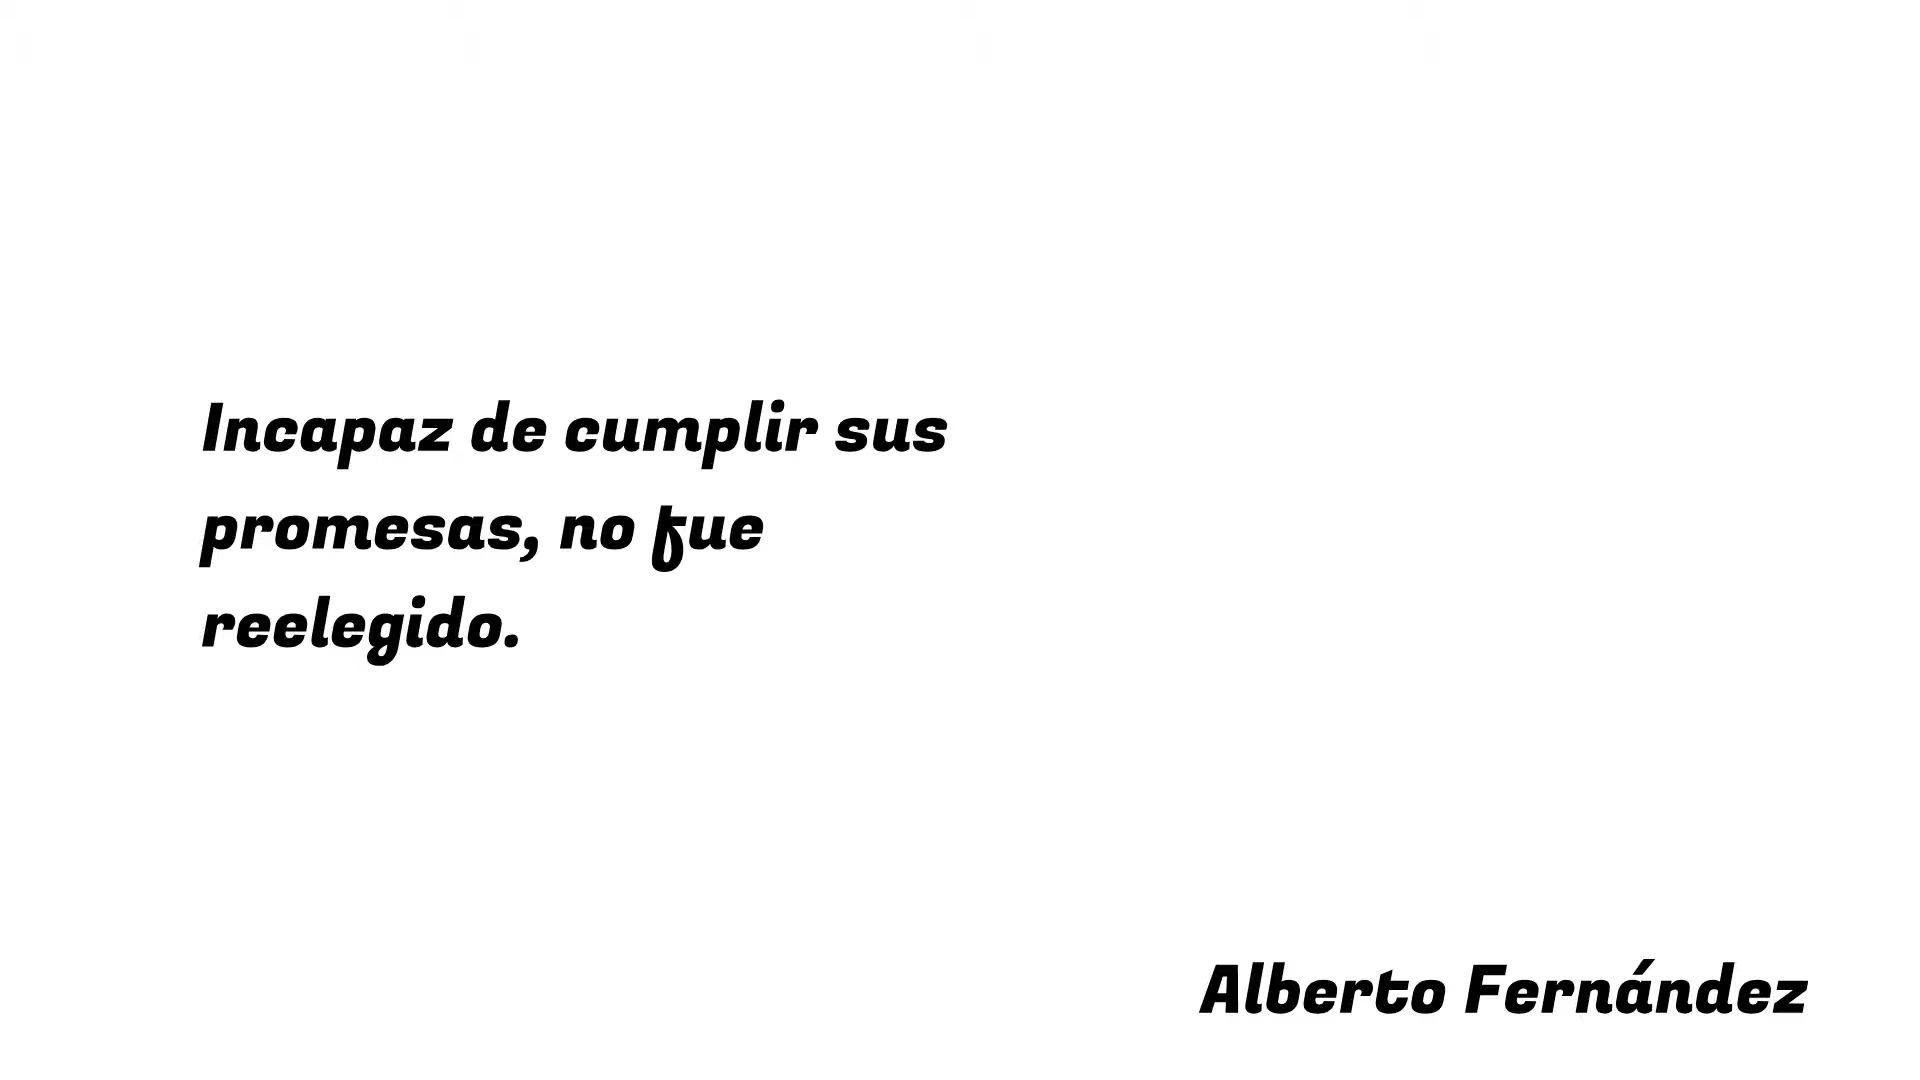 Incapaz de cumplir sus
promesas, no fue
reelegido.
Alberto Fernández